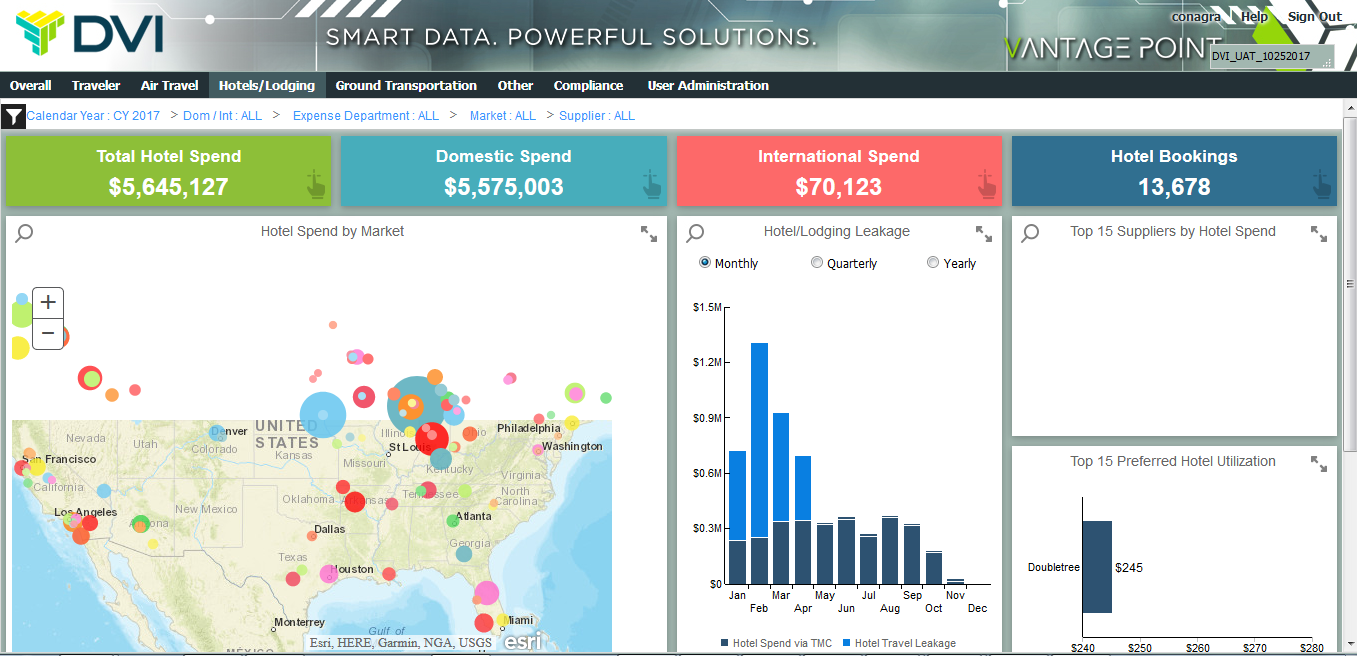 DVI
SMART DATA. POWERFUL SOLUTIONS.
conagra Help Sign Out
VANTAGE POINT
DVI_UAT_10252017
Overall Traveler Air Travel Hotels/Lodging Ground Transportation Other Compliance User Administration
Calendar Year : CY 2017 > Dom / Int : ALL > Expense Department : ALL > Market : ALL > Supplier : ALL
Total Hotel Spend
$5,645,127
Domestic Spend
$5,575,003
International Spend
$70,123
Hotel Bookings
13,678
Hotel Spend by Market
+
−
UNITED
STATES
Denver
Nevada
Utah
Colorado
Kansas
Missouri
St Louis
Kentucky
Philadelphia
Washington
San Francisco
California
Virginia
Los Angeles
Arizona
New Mexico
Oklahoma
Arkansas
Tennessee
North
Carolina
Atlanta
Georgia
Dallas
Texas
Houston
Monterrey
Miami
Gulf of
MÉXICO
Esri, HERE, Garmin, NGA, USGS
esri
Hotel/Lodging Leakage
Monthly Quarterly Yearly
$1.5M
$1.2M
$0.9M
$0.6M
$0.3M
$0
Jan Mar May Jul Sep Nov
Feb Apr Jun Aug Oct Dec
Hotel Spend via TMC Hotel Travel Leakage
Top 15 Suppliers by Hotel Spend
Top 15 Preferred Hotel Utilization
Doubletree $245
$240 $250 $260 $270 $280